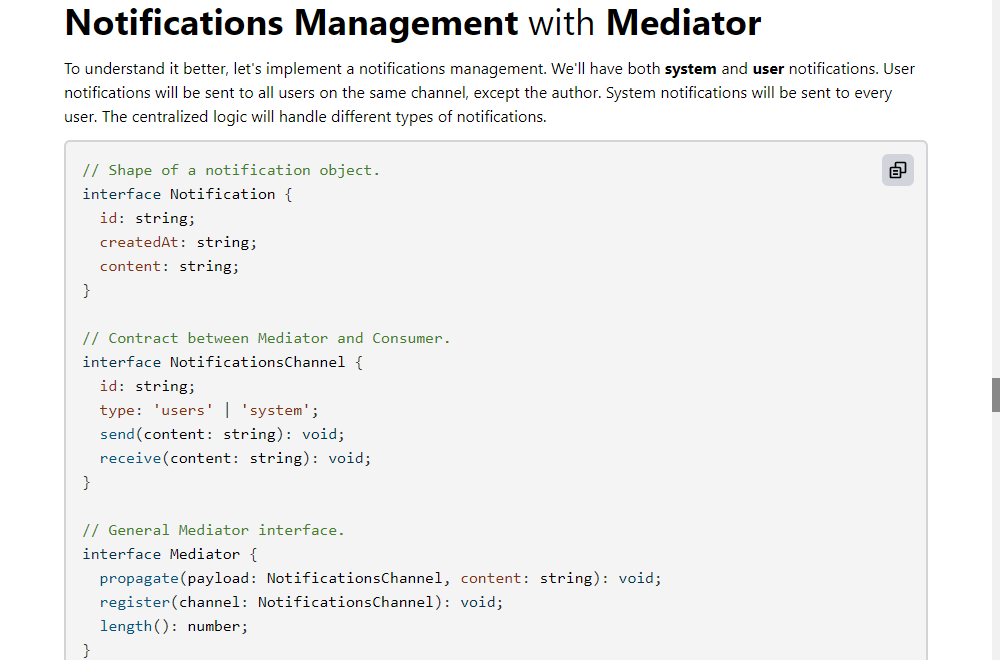 Notifications Management with Mediator
To understand it better, let's implement a notifications management. We'll have both system and user notifications. User
notifications will be sent to all users on the same channel, except the author. System notifications will be sent to every
user. The centralized logic will handle different types of notifications.
// Shape of a notification object.
interface Notification {
  id: string;
  createdAt: string;
  content: string;
}
// Contract between Mediator and Consumer.
interface NotificationsChannel {
  id: string;
  type: 'users' | 'system';
  send(content: string): void;
  receive(content: string): void;
}
// General Mediator interface.
interface Mediator {
  propagate(payload: NotificationsChannel, content: string): void;
  register(channel: NotificationsChannel): void;
  length(): number;
}